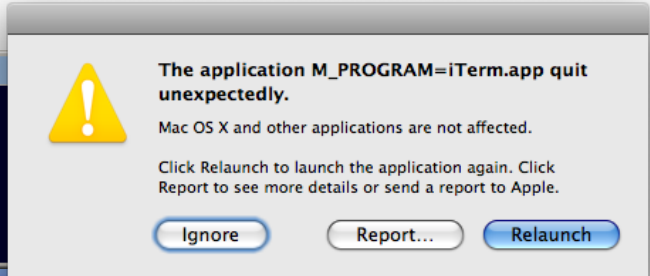 The application M_PROGRAM=iTerm.app quit
unexpectedly.
Mac OS X and other applications are not affected.
Click Relaunch to launch the application again. Click
Report to see more details or send a report to Apple.
Ignore
Report...
Relaunch